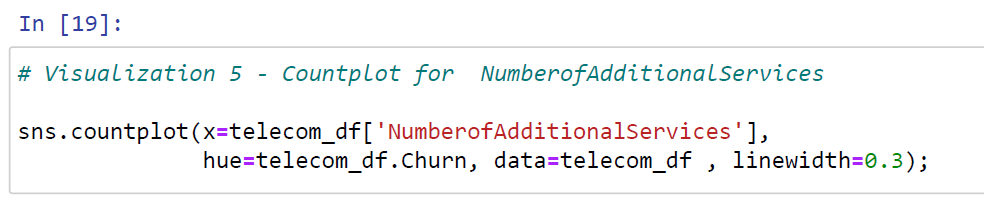 In [19]:
# Visualization 5 - Countplot for  NumberofAdditionalServices
sns.countplot(x=telecom_df['NumberofAdditionalServices'],
              hue=telecom_df.Churn, data=telecom_df , linewidth=0.3);